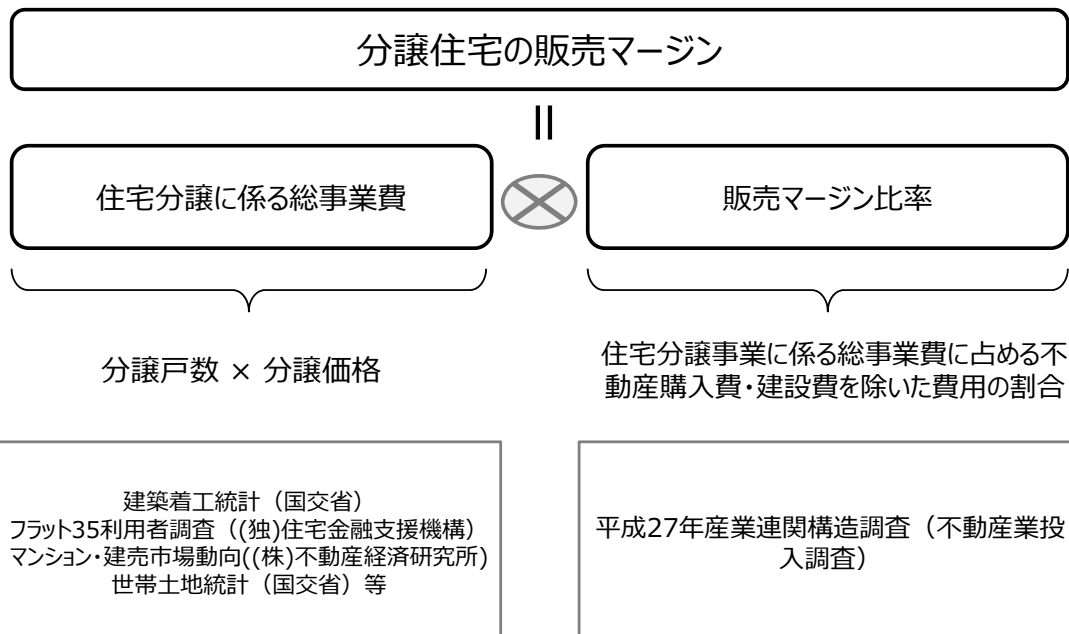 分譲住宅の販売マージン
=
住宅分譲に係る総事業費
販売マージン比率
分譲戸数 × 分譲価格
住宅分譲事業に係る総事業費に占める不
動産購入費・建設費を除いた費用の割合
建築着工統計（国交省）
フラット35利用者調査（(独)住宅金融支援機構）
マンション・建売市場動向((株)不動産経済研究所)
世帯土地統計（国交省）等
平成27年産業連関構造調査（不動産業投
入調査）